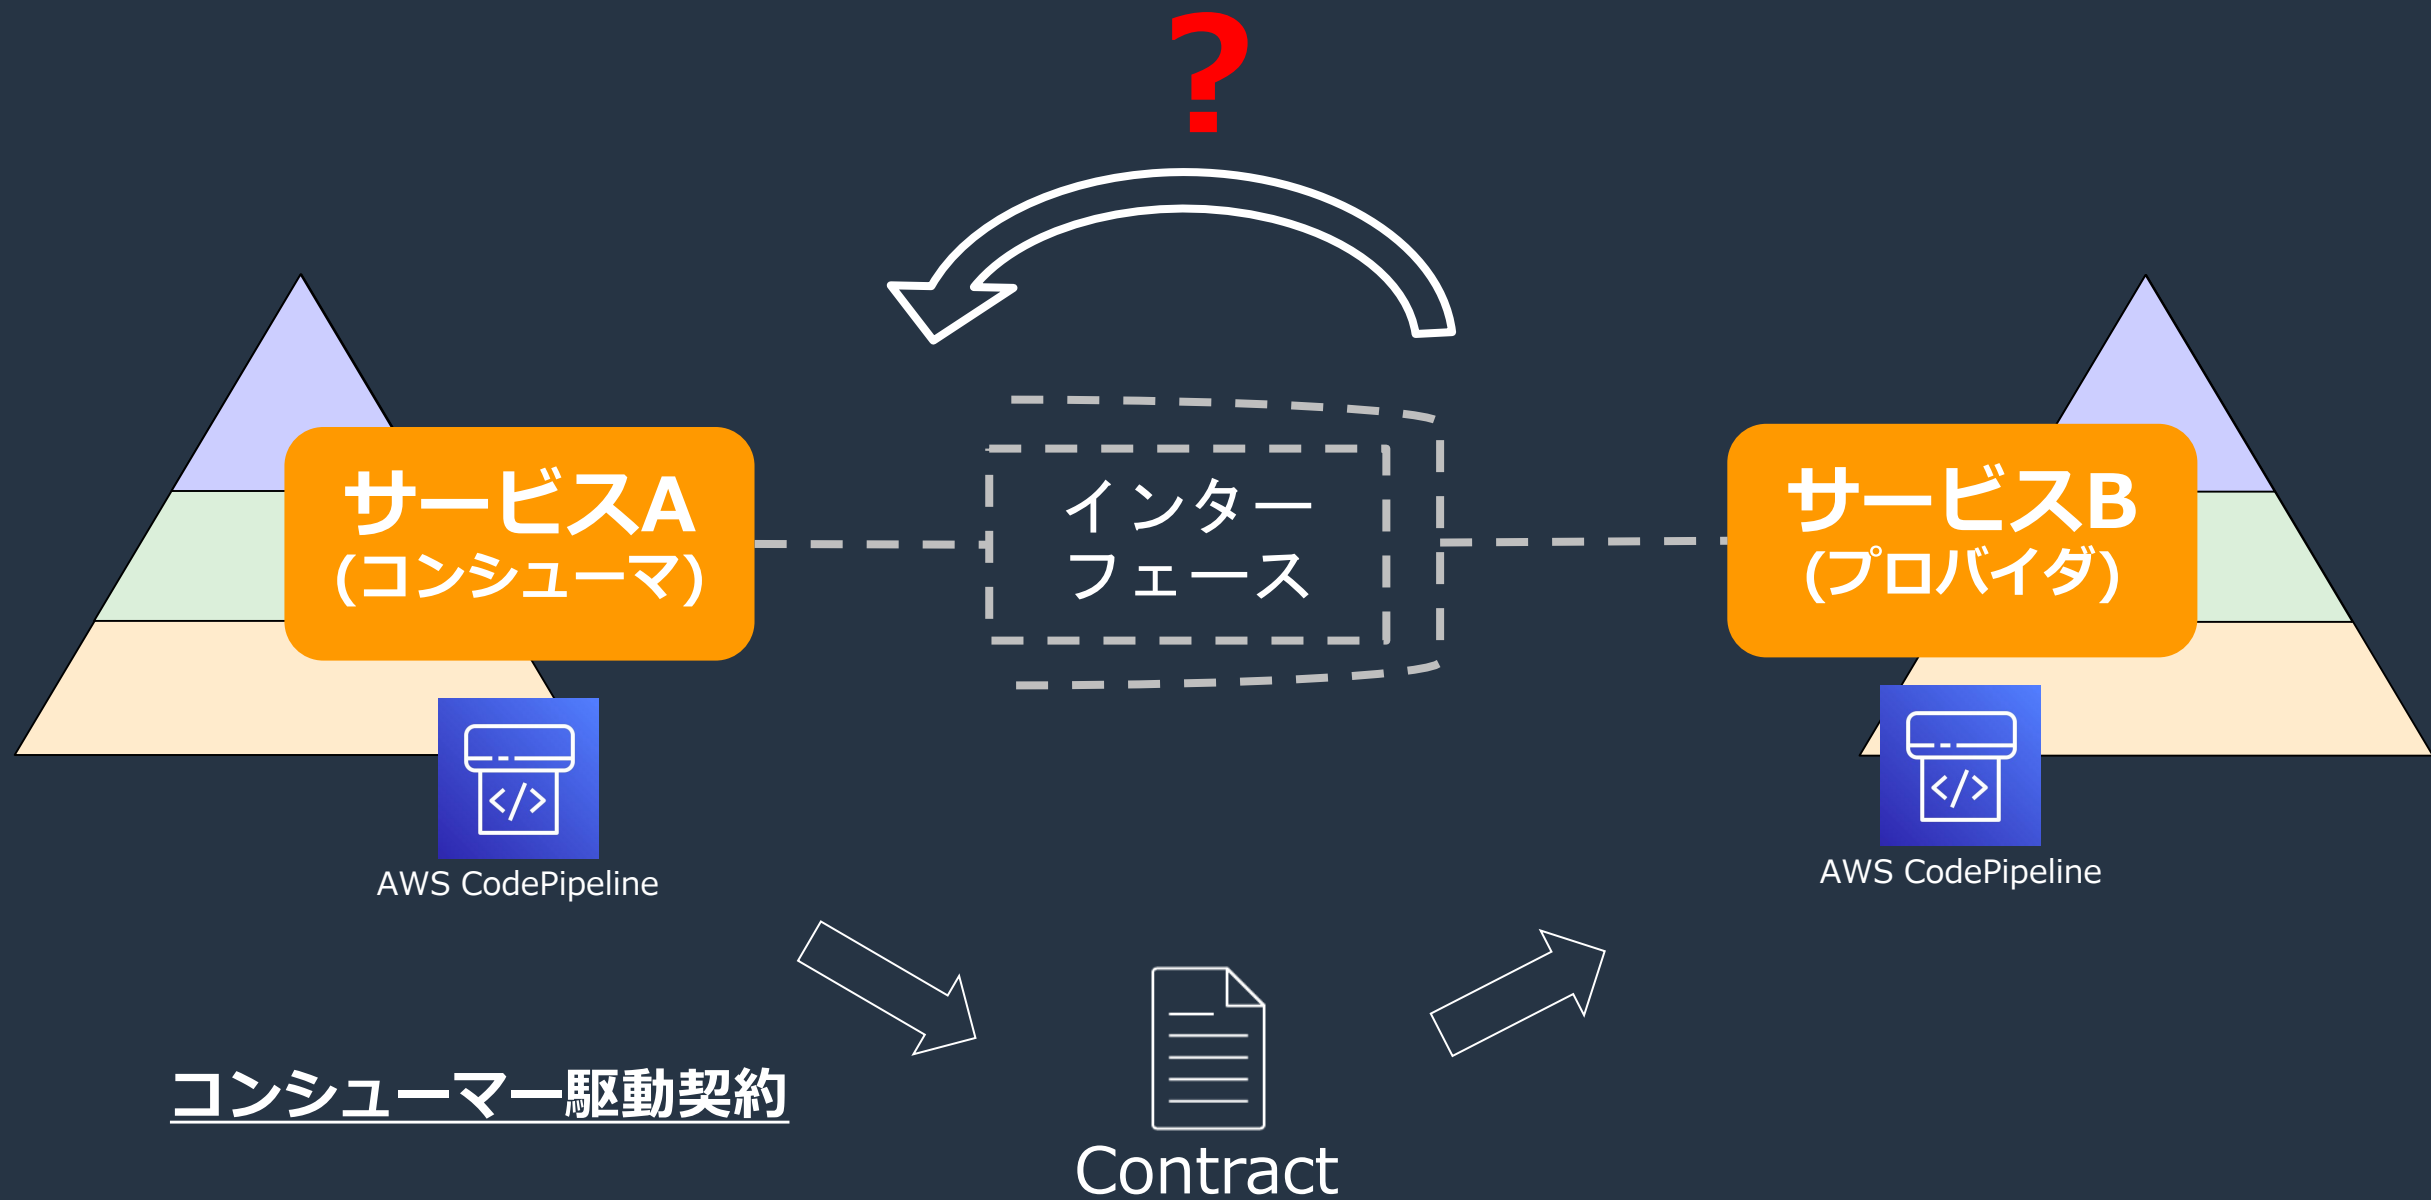 ?
サービスA
(コンシューマ)
インター
フェース
サービスB
(プロバイダ)
AWS CodePipeline
AWS CodePipeline
コンシューマー駆動契約
Contract